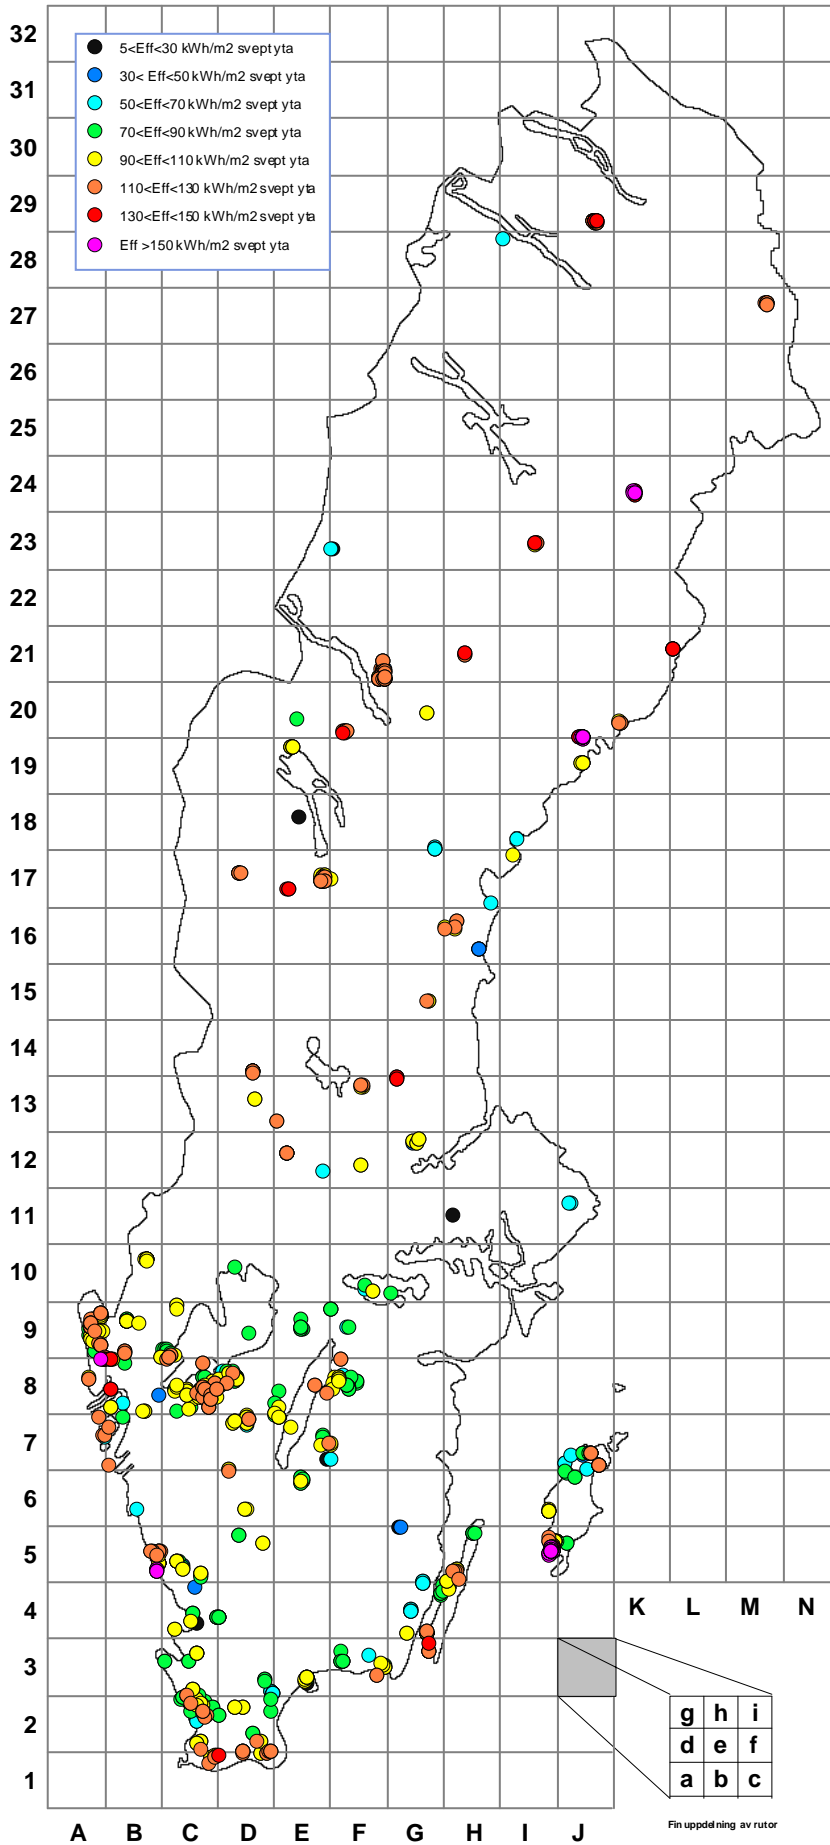 32
5<Eff<30 kWh/m2 svept yta
30< Eff<50 kWh/m2 svept yta
31
50<Eff<70 kWh/m2 svept yta
70<Eff<90 kWh/m2 svept yta
30
90<Eff<110 kWh/m2 svept yta
110<Eff<130 kWh/m2 svept yta
29
130<Eff<150 kWh/m2 svept yta
Eff >150 kWh/m2 svept yta
28
27
26
25
24
23
22
21
20
19
18
17
16
15
14
13
12
11
10
9
8
7
6
5
4
K L M N
3
g h i
2
d e f
a b c
1
Fin uppdelning av rutor
A B C D E F G H I J